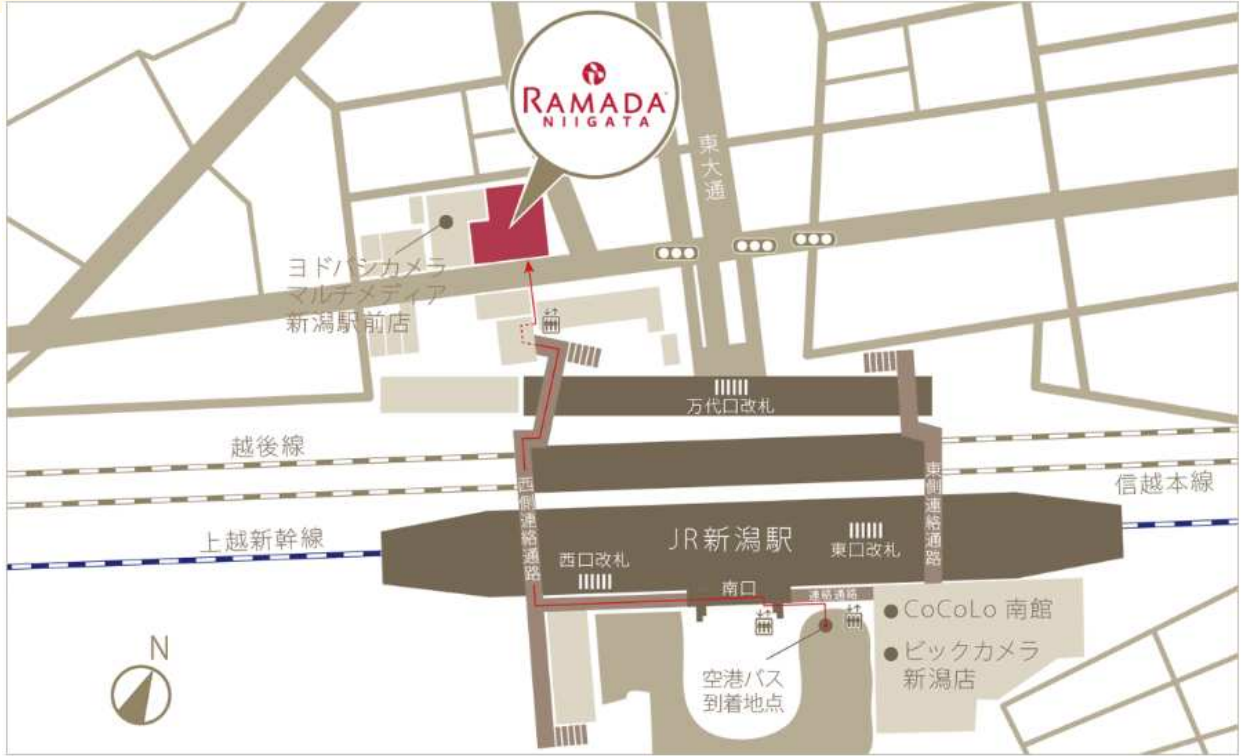 RAMADA
NIIGATA
東大通
ヨドバシカメラ
マルチメディア
新潟駅前店
万代口改札
越後線
信越本線
上越新幹線
西側連絡通路
東側連絡通路
JR新潟駅
東口改札
西口改札
南口
連絡通路
CoCoLo 南館
ビックカメラ
新潟店
空港バス
到着地点
N